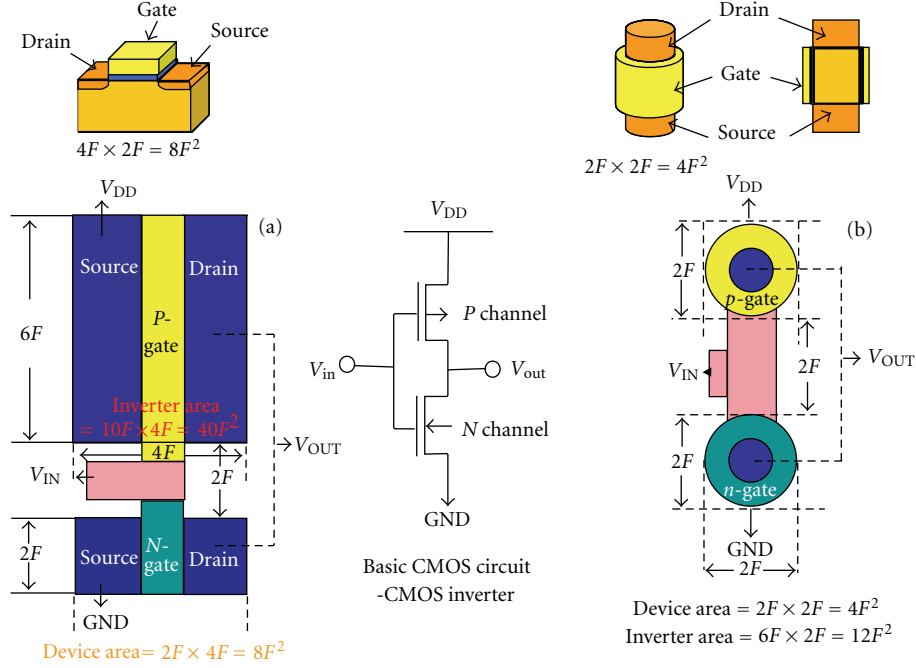 Gate
Drain
Source
4F × 2F = 8F²
Drain
Gate
Source
2F × 2F = 4F²
V_DD
(a)
Source
Drain
P-
gate
6F
Inverter area
= 10F×4F= 40F²
4F
V_IN
2F
V_OUT
2F
Source
N-
gate
Drain
GND
Device area= 2F × 4F= 8F²
V_DD
P channel
V_in
V_out
N channel
GND
Basic CMOS circuit
-CMOS inverter
V_DD
(b)
2F
p-gate
V_IN
2F
V_OUT
2F
n-gate
GND
2F
Device area = 2F × 2F= 4F²
Inverter area = 6F × 2F= 12F²